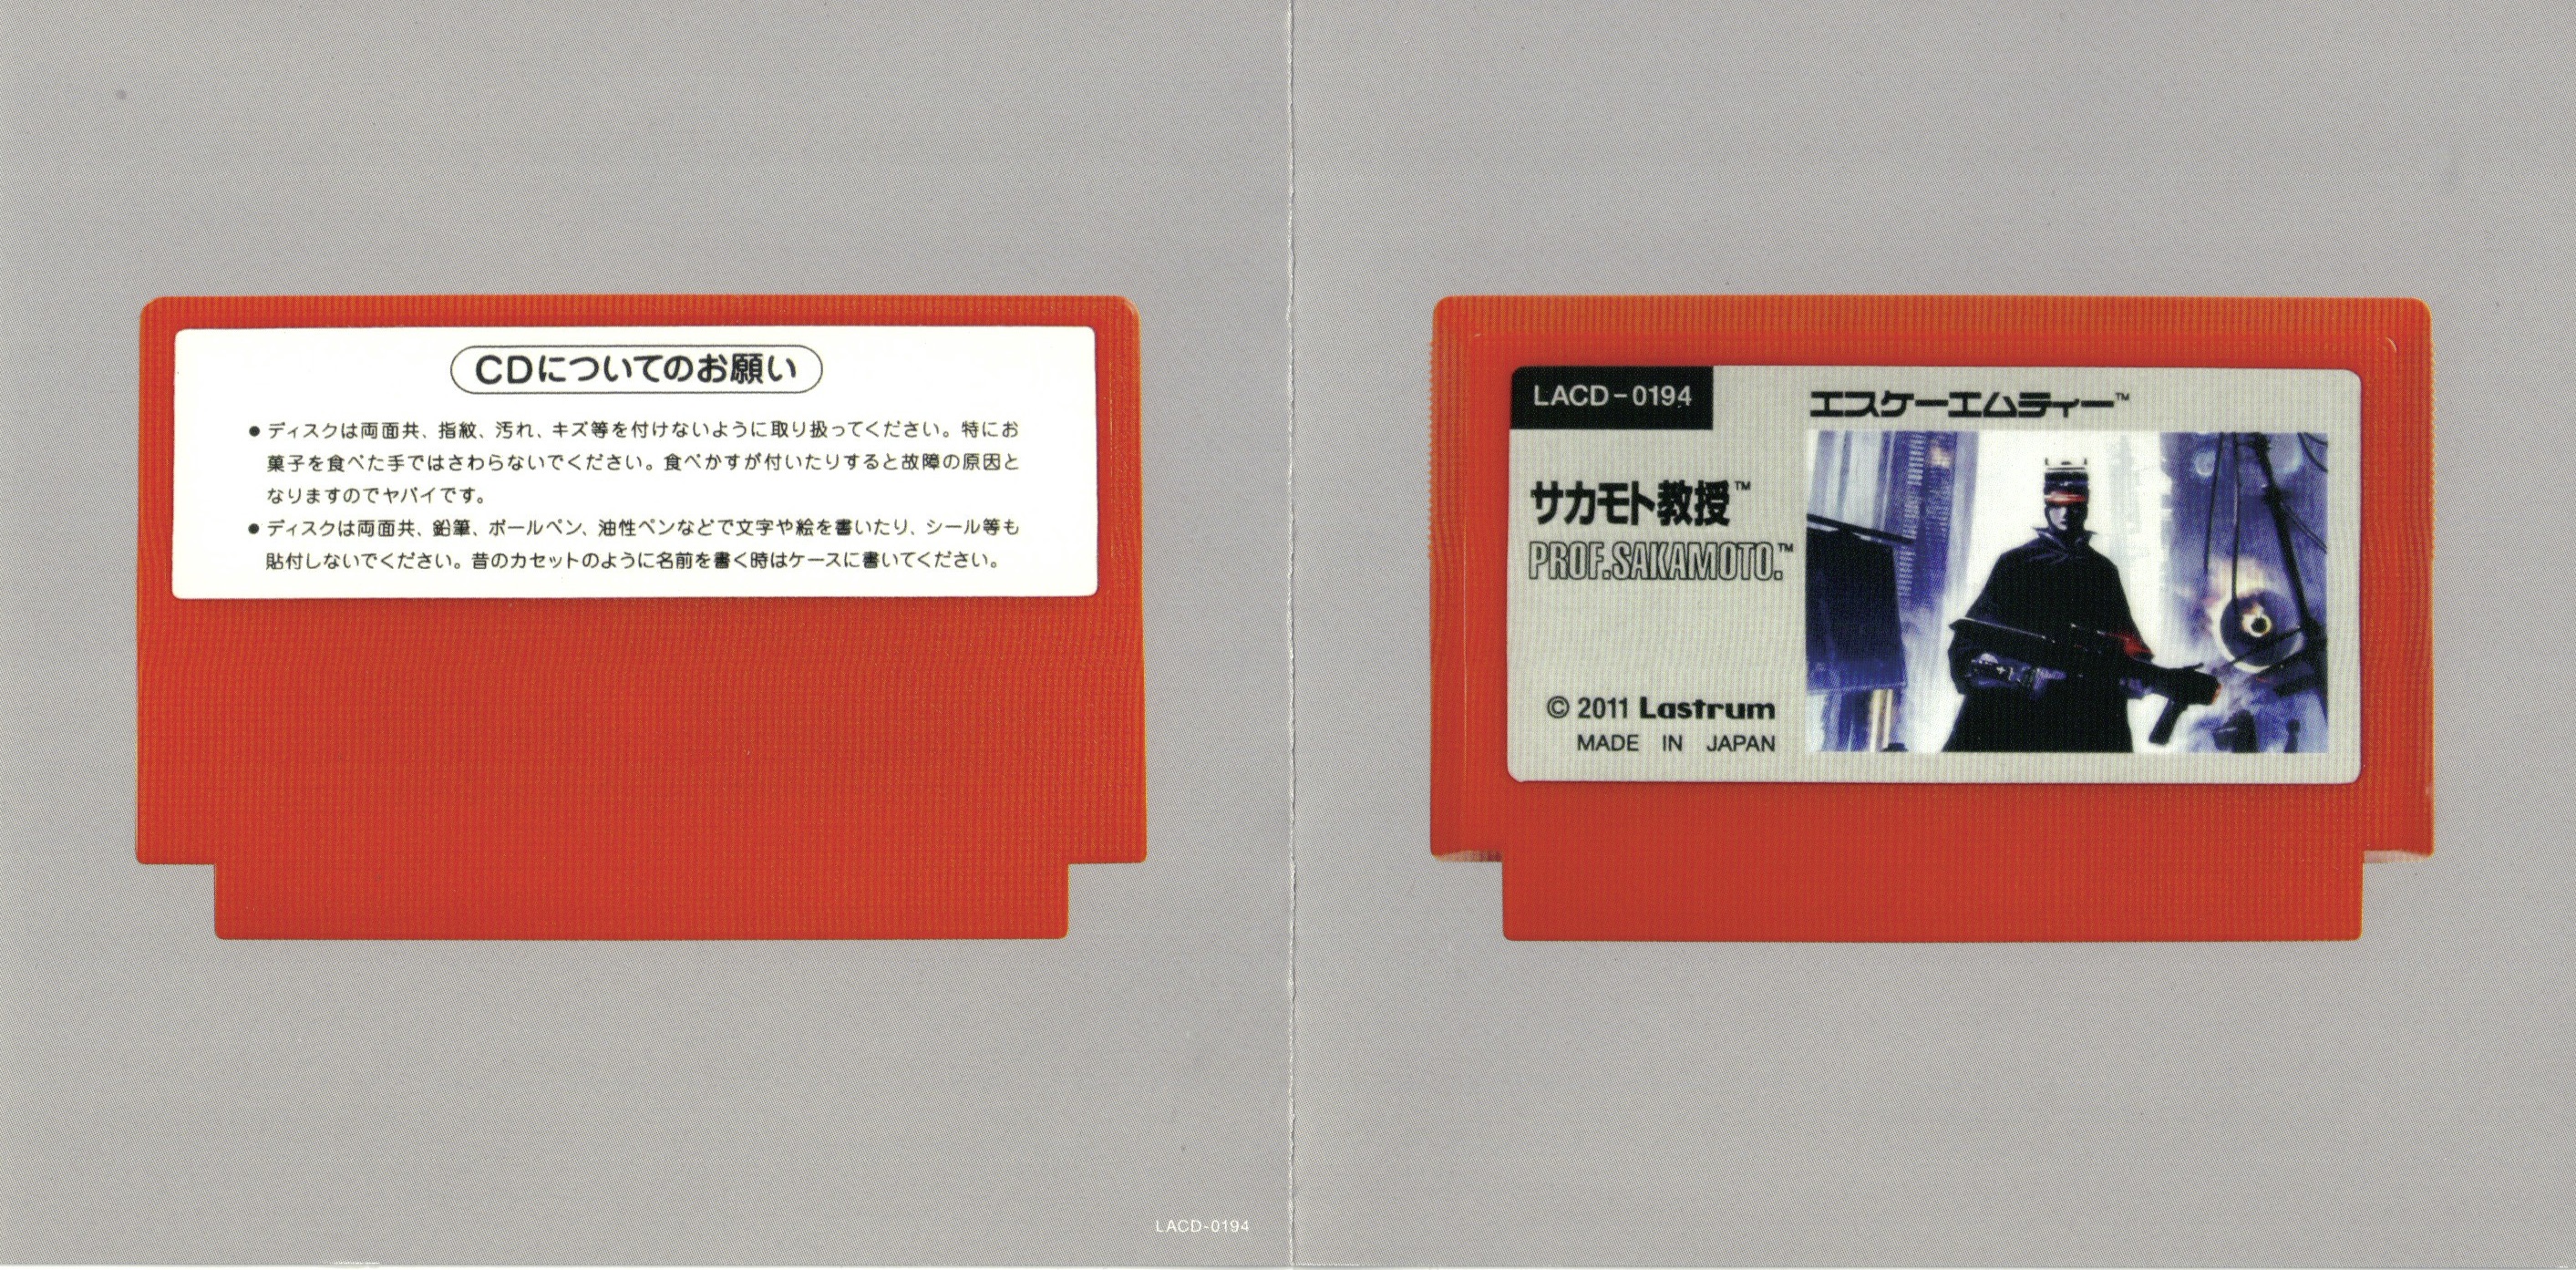 CDについてのお願い
●ディスクは両面共、指紋、汚れ、キズ等を付けないように取り扱ってください。特にお
菓子を食べた手ではさわらないでください。食べかすが付いたりすると故障の原因と
なりますのでヤバイです。
●ディスクは両面共、鉛筆、ボールペン、油性ペンなどで文字や絵を書いたり、シール等も
貼付しないでください。昔のカセットのように名前を書く時はケースに書いてください。
LACD-0194
LACD-0194
エスケーエムティー™
サカモト教授™
PROF.SAKAMOTO.™
© 2011 Lastrum
MADE IN JAPAN